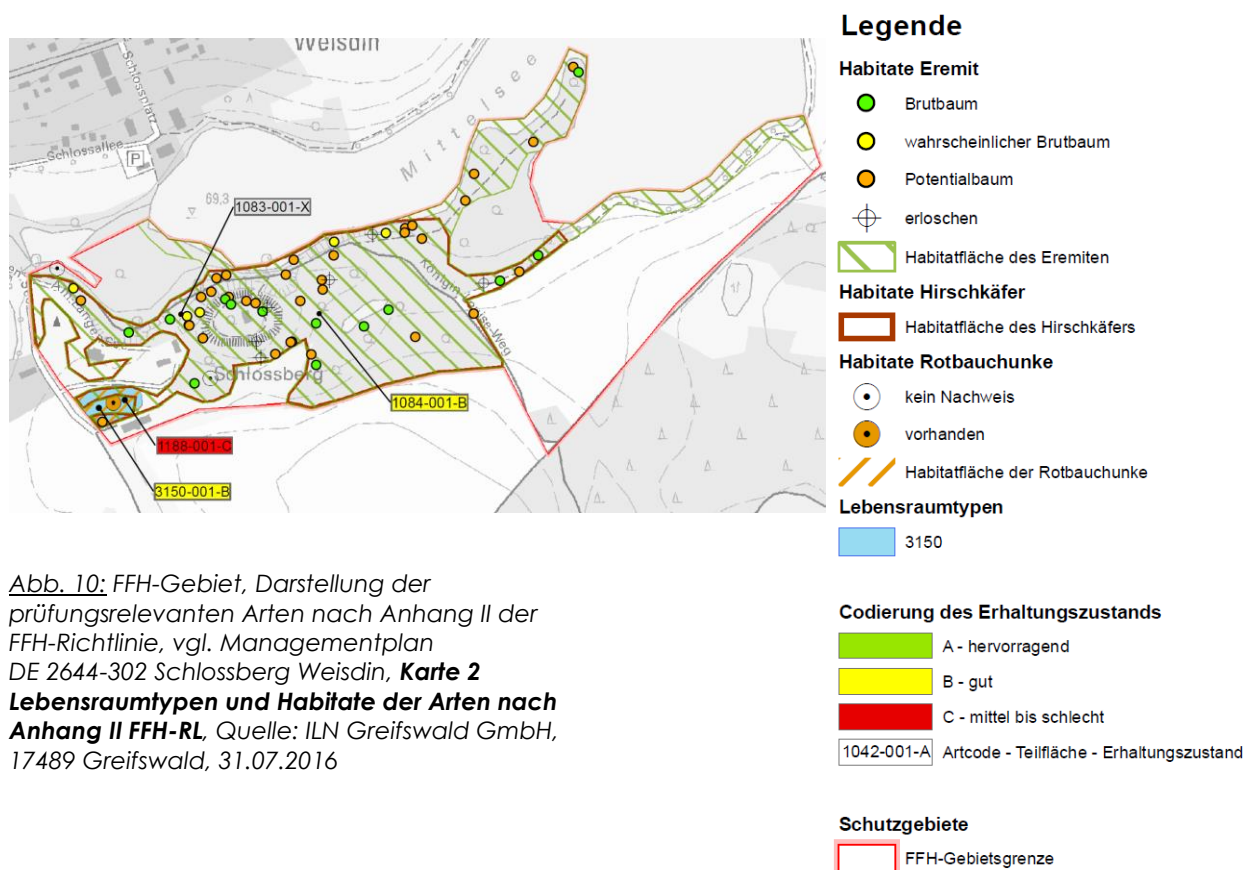 Weisdin
Schlossplatz
Schlossallee
P
Mittelsee
69,3
1083-001-X
Schlossberg
1084-001-B
1188-001-C
3150-001-B
Abb. 10: FFH-Gebiet, Darstellung der
prüfungsrelevanten Arten nach Anhang II der
FFH-Richtlinie, vgl. Managementplan
DE 2644-302 Schlossberg Weisdin, Karte 2
Lebensraumtypen und Habitate der Arten nach
Anhang II FFH-RL, Quelle: ILN Greifswald GmbH,
17489 Greifswald, 31.07.2016
Legende
Habitate Eremit
Brutbaum
wahrscheinlicher Brutbaum
Potentialbaum
erloschen
Habitatfläche des Eremiten
Habitate Hirschkäfer
Habitatfläche des Hirschkäfers
Habitate Rotbauchunke
kein Nachweis
vorhanden
Habitatfläche der Rotbauchunke
Lebensraumtypen
3150
Codierung des Erhaltungszustands
A - hervorragend
B - gut
C - mittel bis schlecht
1042-001-A Artcode - Teilfläche - Erhaltungszustand
Schutzgebiete
FFH-Gebietsgrenze